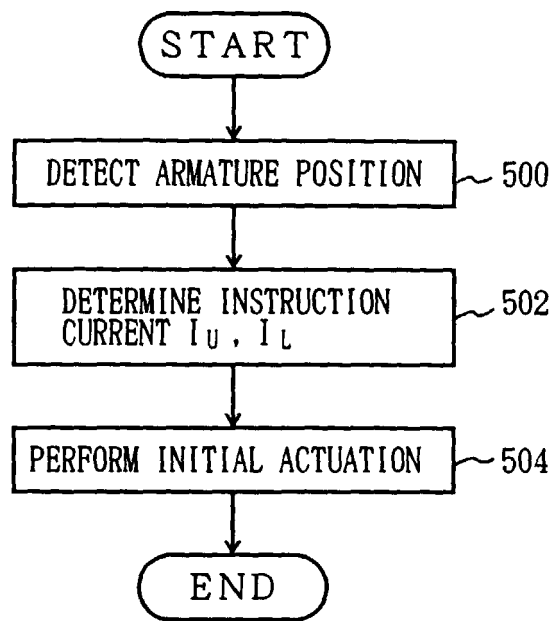 START
DETECT ARMATURE POSITION
500
DETERMINE INSTRUCTION
CURRENT IU, IL
502
PERFORM INITIAL ACTUATION
504
END